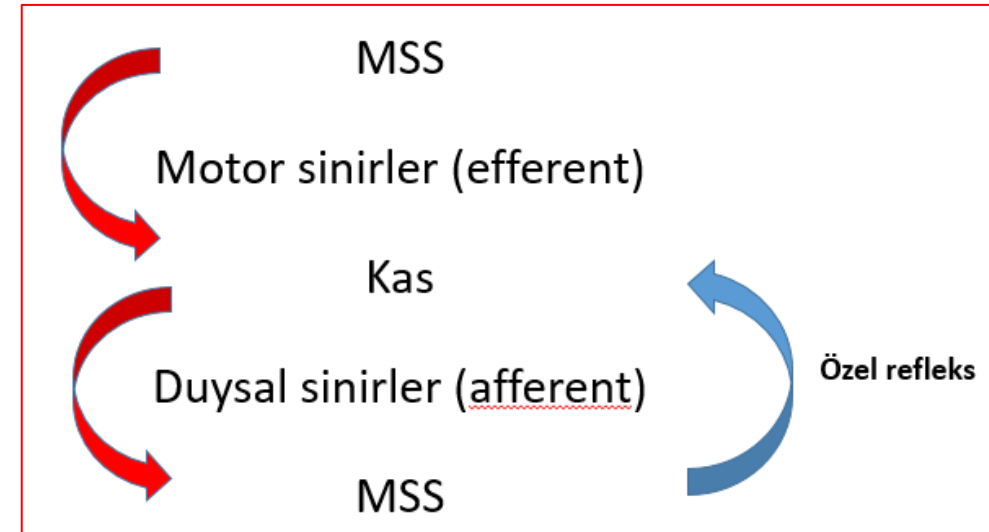 MSS
Motor sinirler (efferent)
Kas
Duysal sinirler (afferent)
Özel refleks
MSS